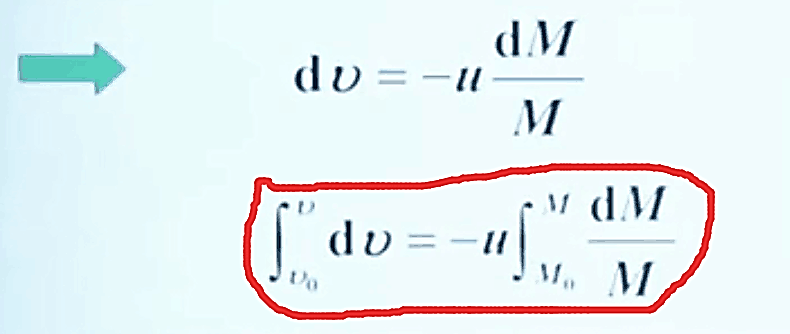 dυ = −u dM/M
∫_{υ₀}^{υ} dυ = −u ∫_{M₀}^{M} dM/M